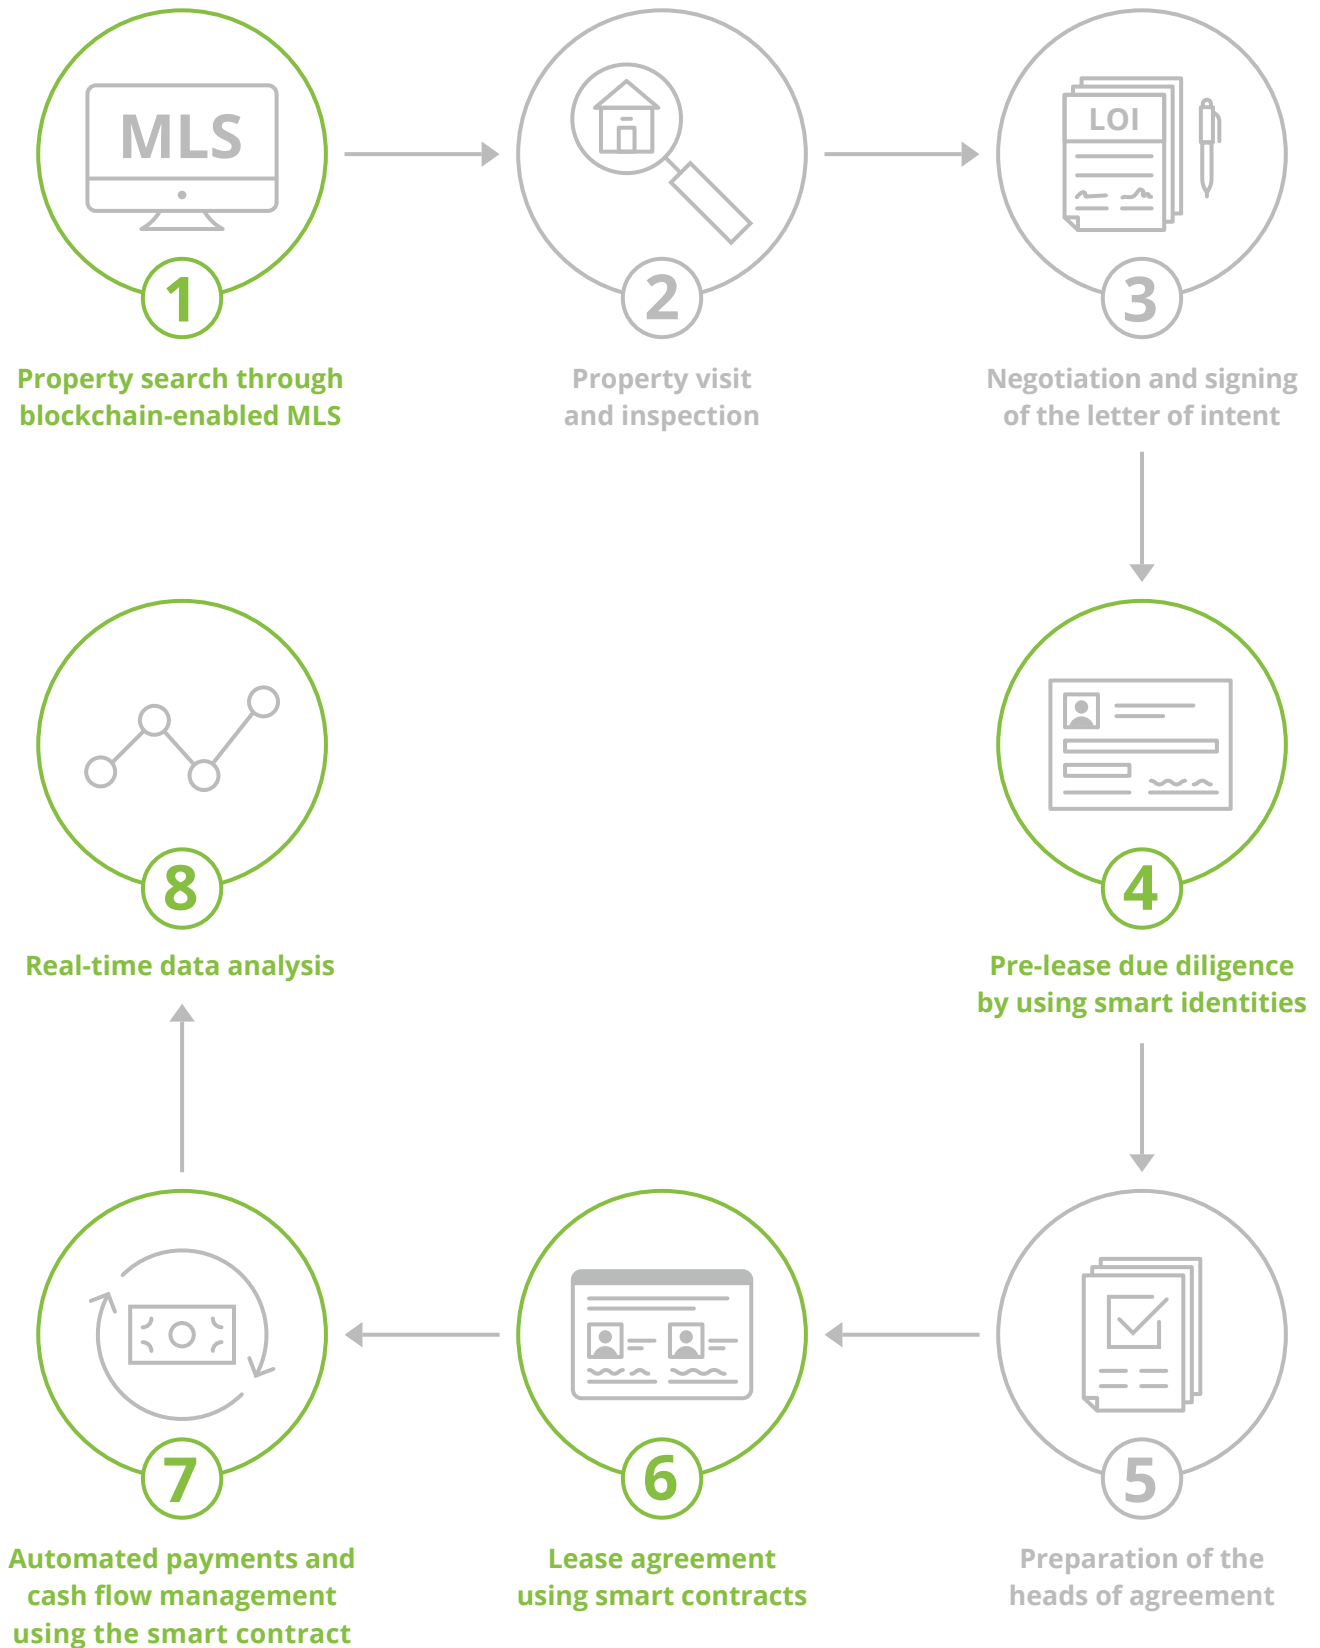 MLS
1
Property search through
blockchain-enabled MLS
2
Property visit
and inspection
LOI
3
Negotiation and signing
of the letter of intent
4
Pre-lease due diligence
by using smart identities
5
Preparation of the
heads of agreement
6
Lease agreement
using smart contracts
7
Automated payments and
cash flow management
using the smart contract
8
Real-time data analysis